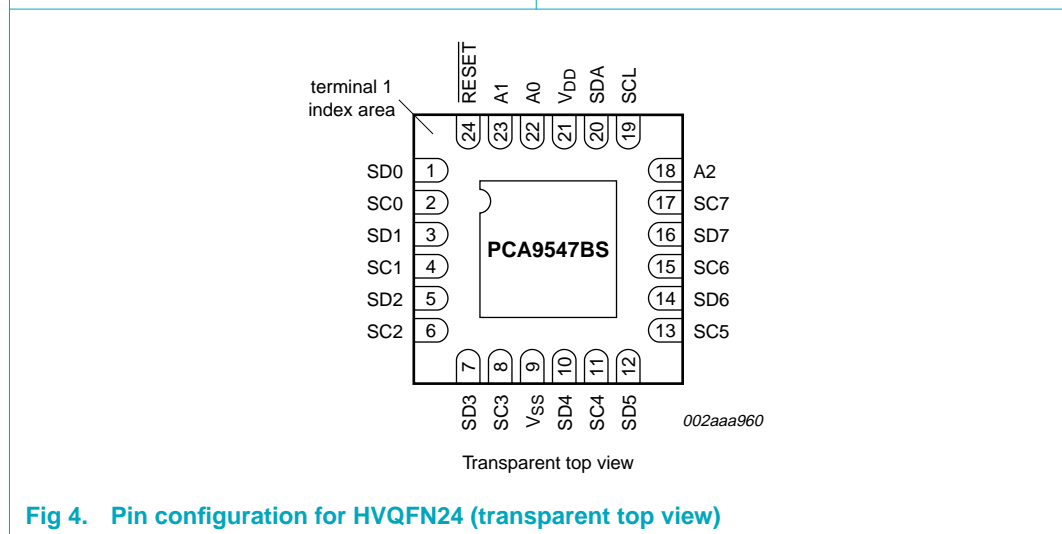 RESET
A1
A0
VDD
SDA
SCL
terminal 1
index area
24
23
22
21
20
19
SD0 1
SC0 2
SD1 3
SC1 4
SD2 5
SC2 6
18 A2
17 SC7
16 SD7
15 SC6
14 SD6
13 SC5
PCA9547BS
7
8
9
10
11
12
SD3
SC3
VSS
SD4
SC4
SD5
002aaa960
Transparent top view
Fig 4. Pin configuration for HVQFN24 (transparent top view)